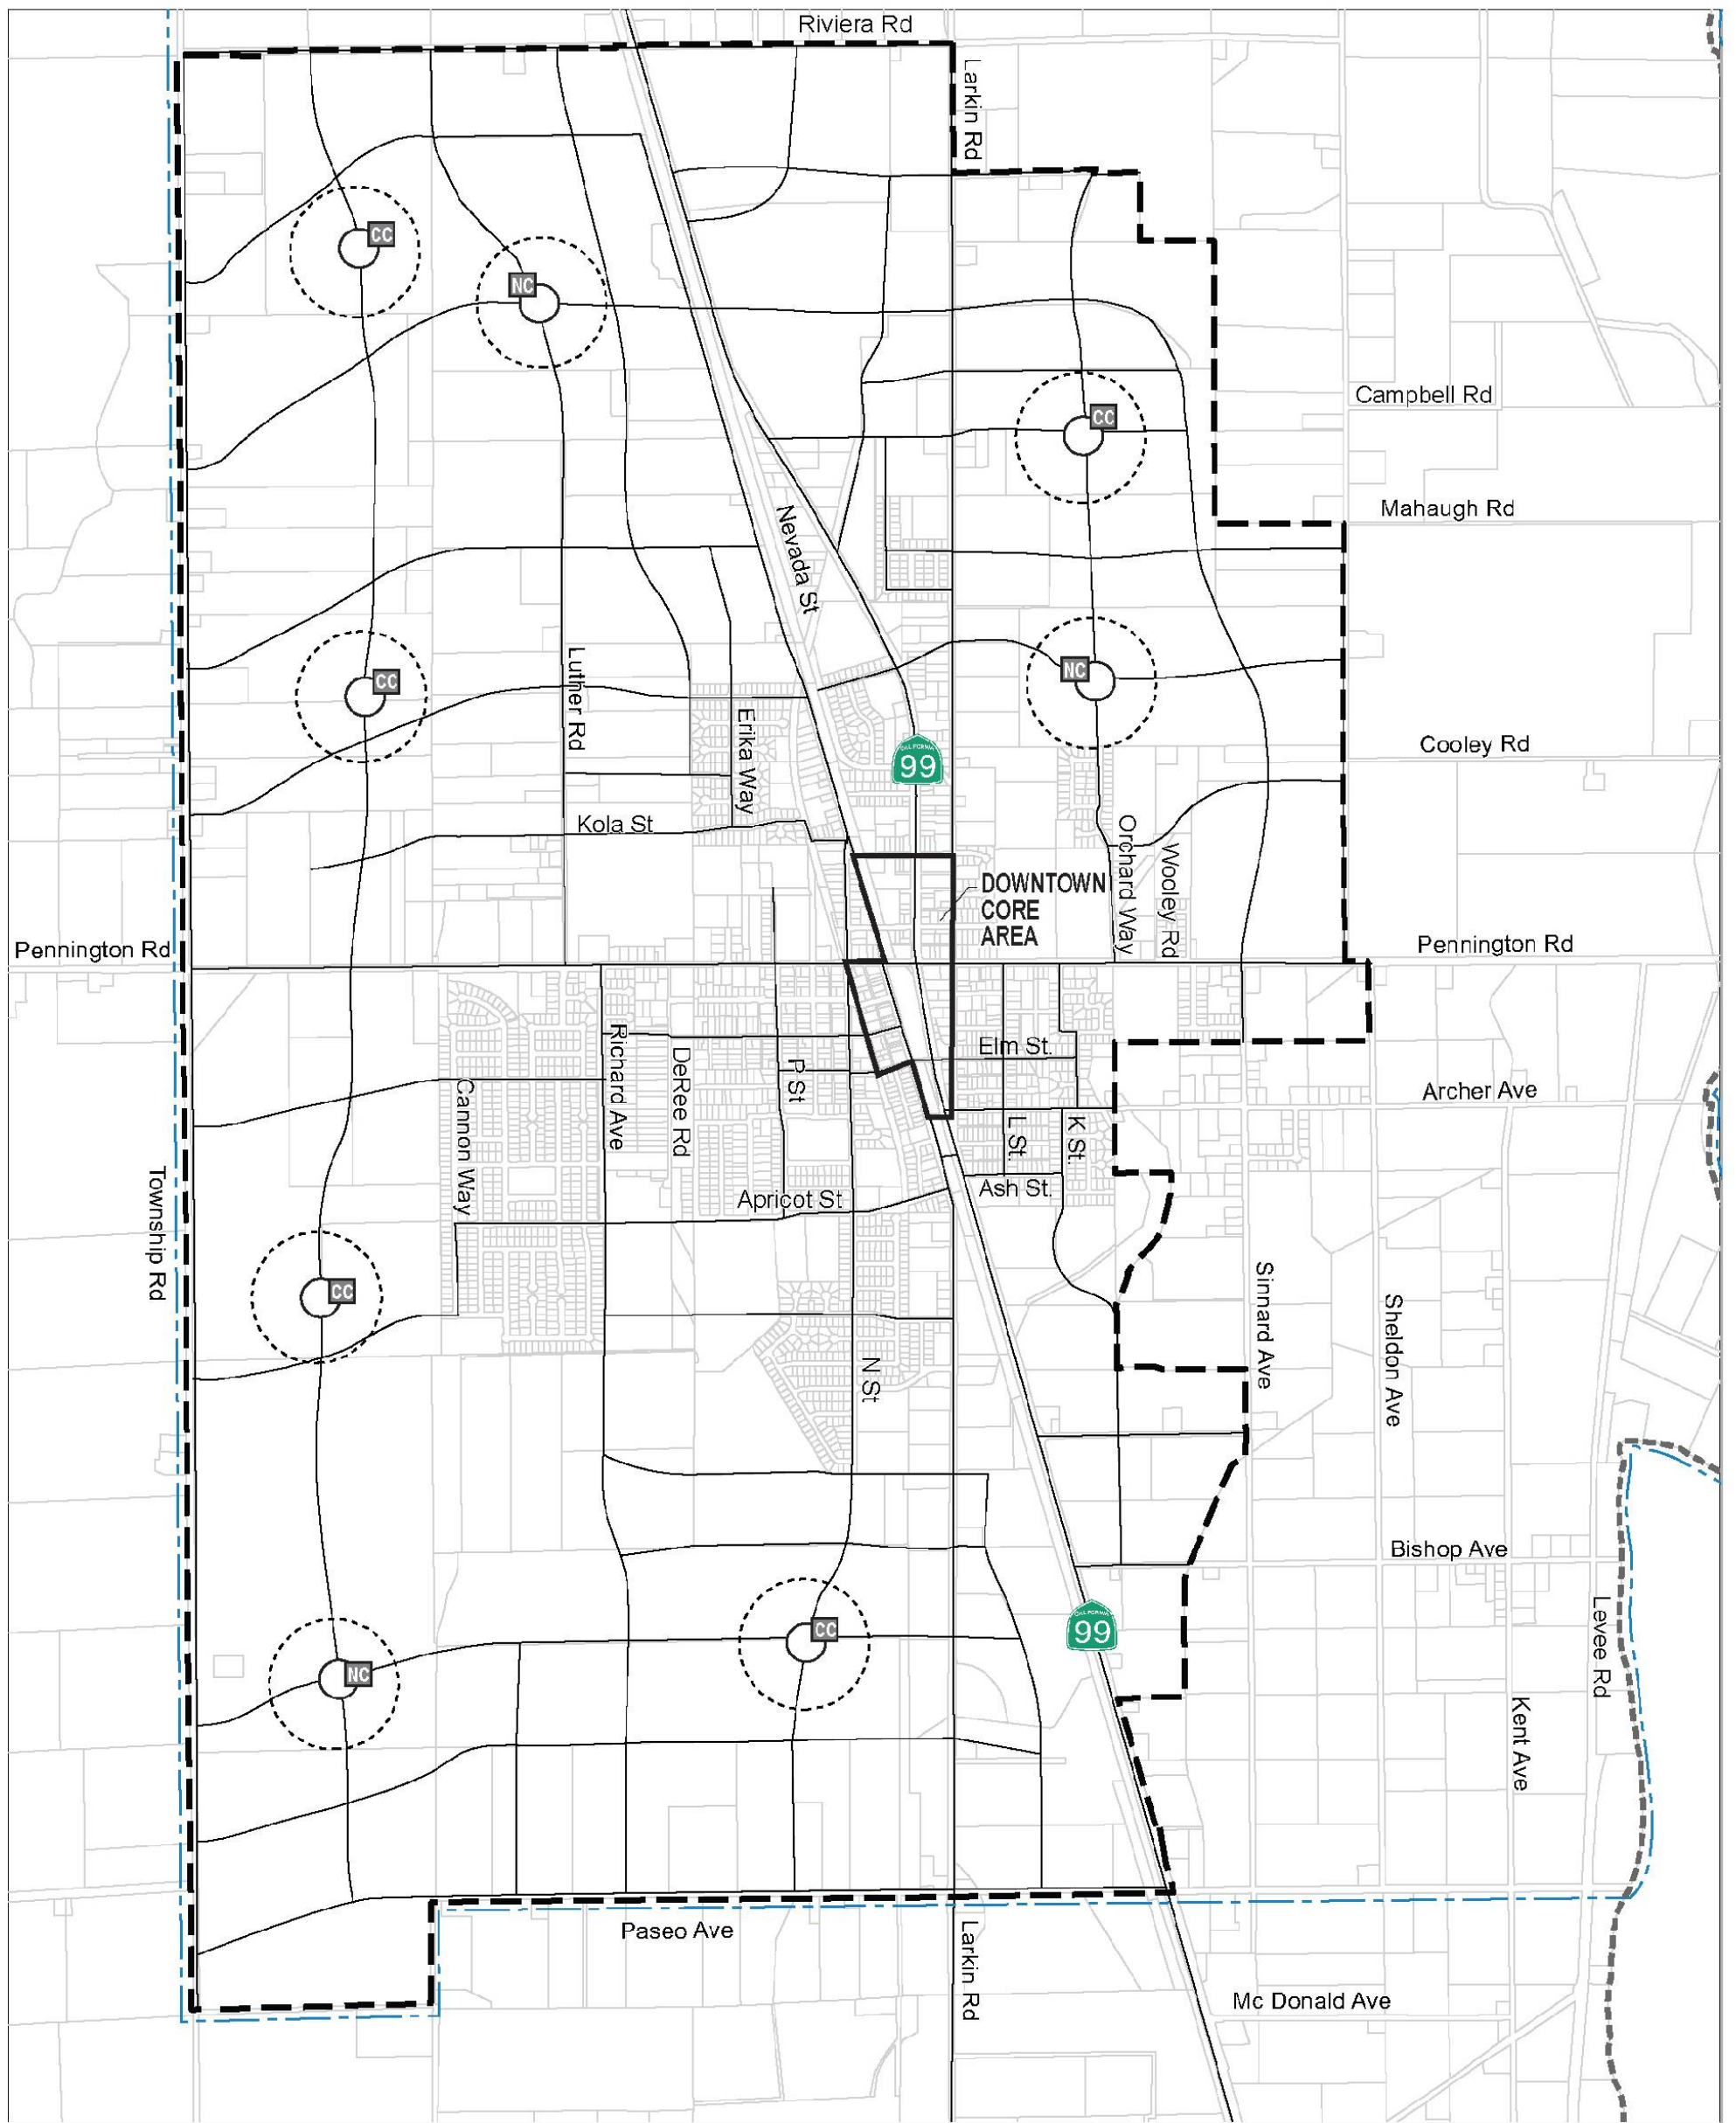 Riviera Rd
Larkin Rd
CC
NC
Campbell Rd
CC
Mahaugh Rd
Nevada St
Luther Rd
NC
CC
Erika Way
Cooley Rd
CALIFORNIA
99
Kola St
Orchard Way
Wooley Rd
DOWNTOWN
CORE
AREA
Pennington Rd
Pennington Rd
Richard Ave
DeRee Rd
P St
Elm St.
Cannon Way
Archer Ave
L St.
K St.
Township Rd
Apricot St
Ash St.
CC
Sinnard Ave
Sheldon Ave
N St
Bishop Ave
Levee Rd
CALIFORNIA
99
CC
NC
Kent Ave
Paseo Ave
Larkin Rd
Mc Donald Ave